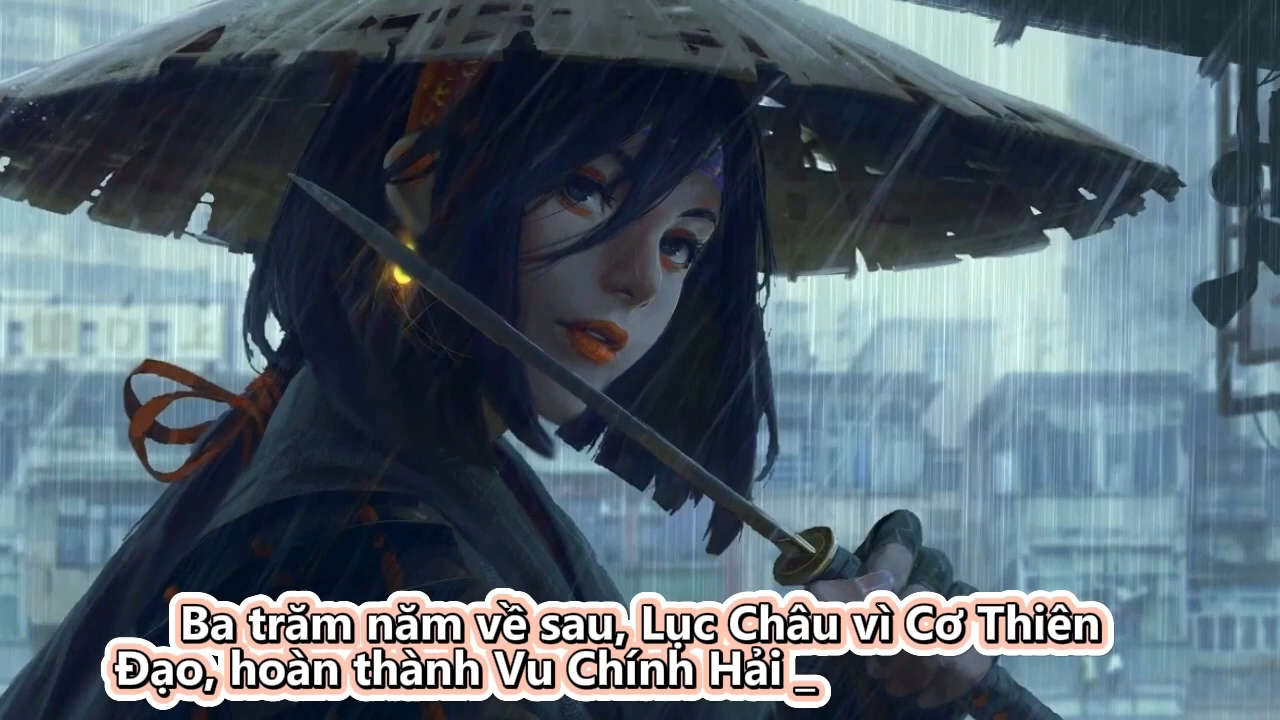 Ba trăm năm về sau, Lục Châu vì Cơ Thiên
Đạo, hoàn thành Vu Chính Hải _